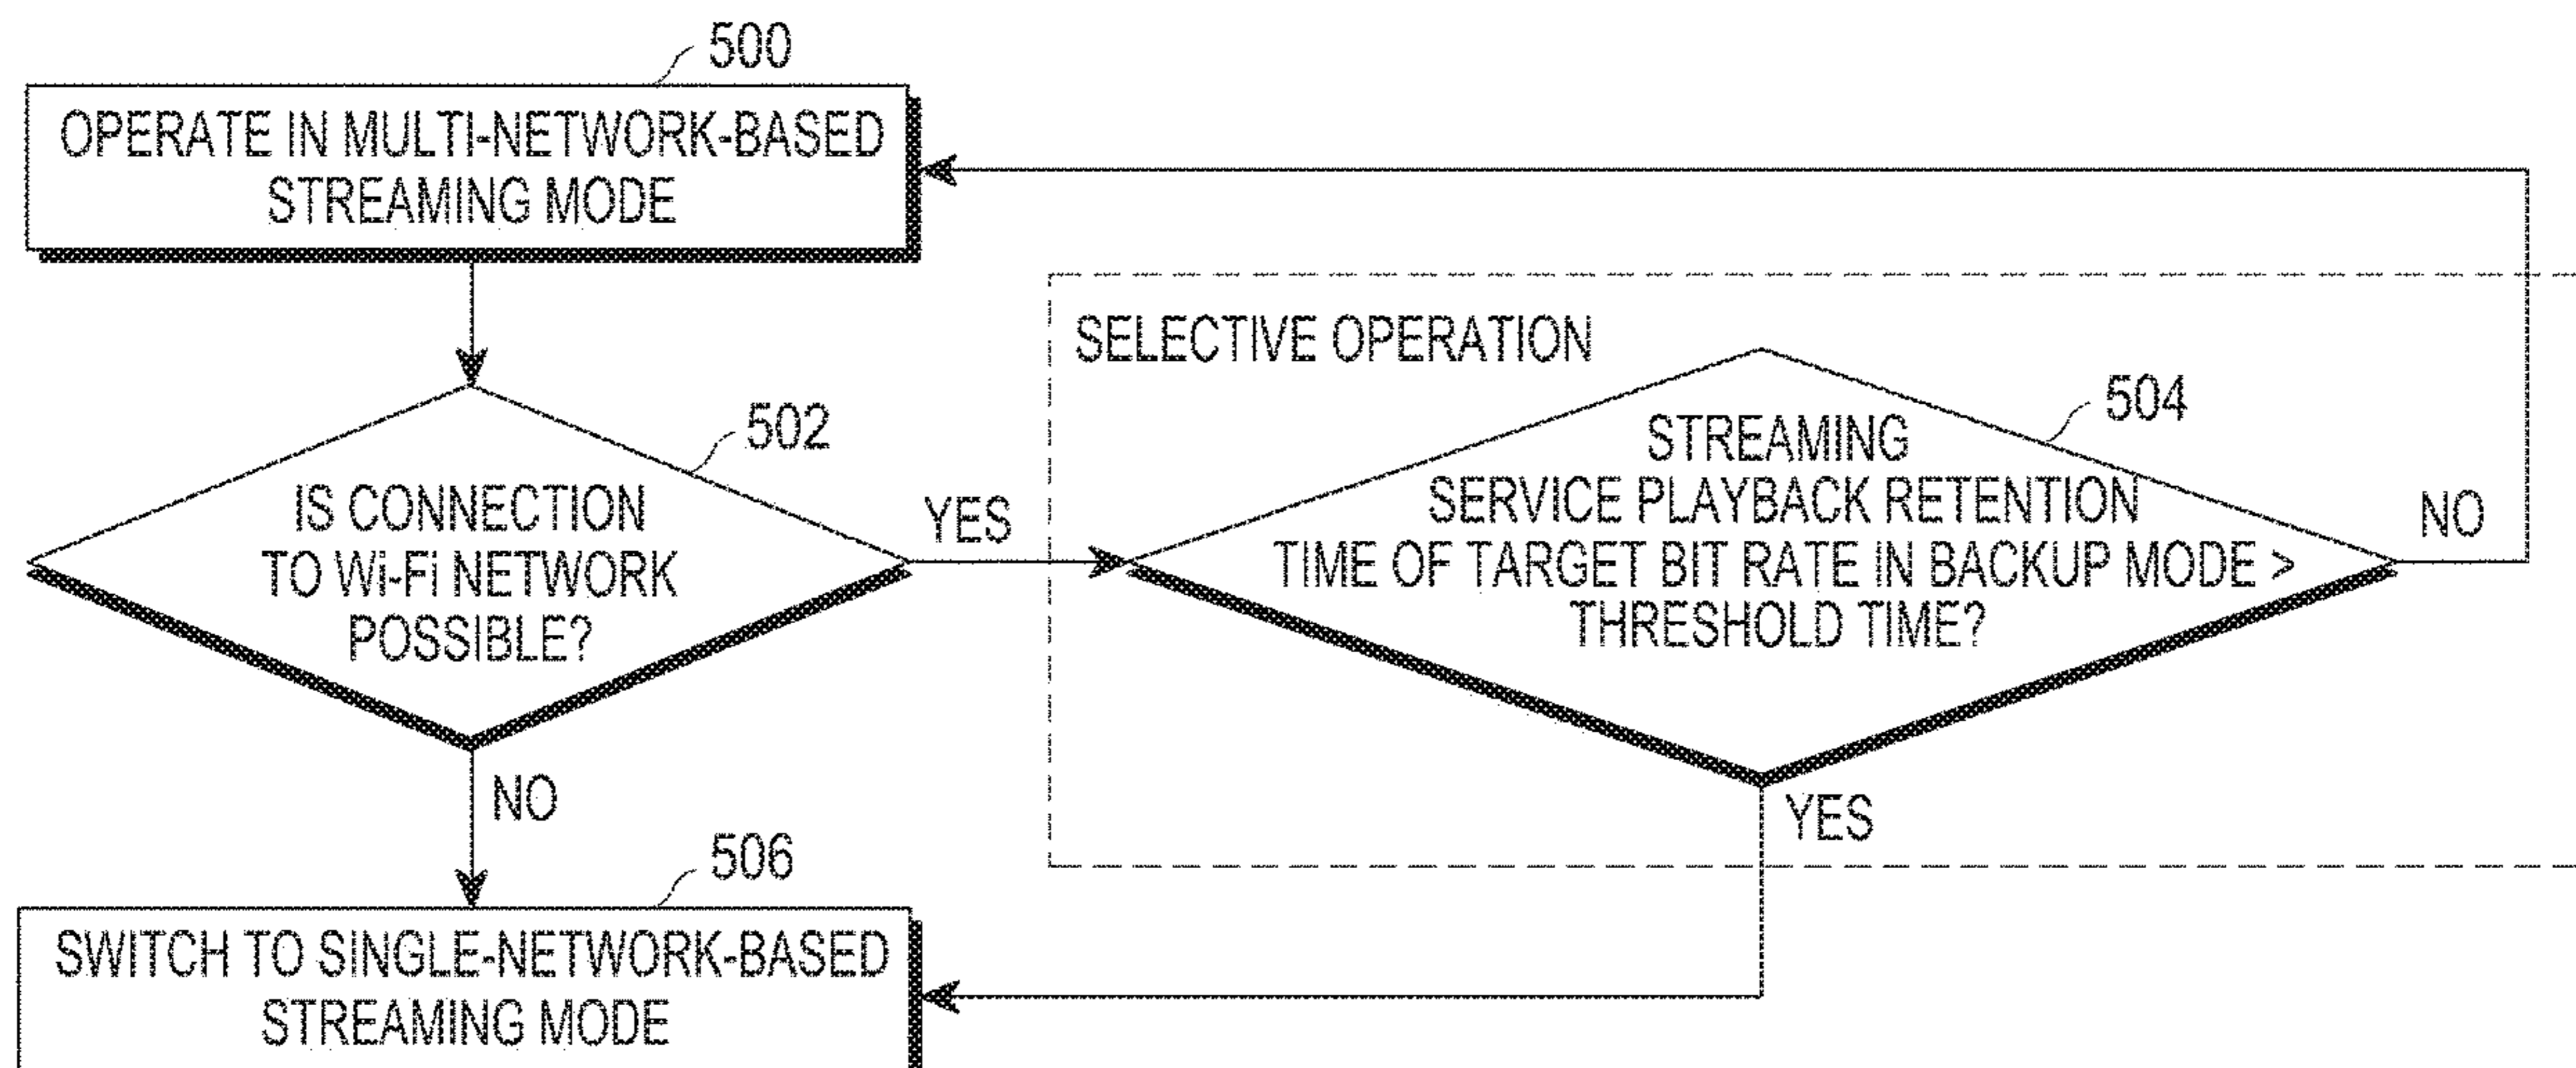 500
OPERATE IN MULTI-NETWORK-BASED
STREAMING MODE
SELECTIVE OPERATION
502
IS CONNECTION
TO Wi-Fi NETWORK
POSSIBLE?
YES
504
STREAMING
SERVICE PLAYBACK RETENTION
TIME OF TARGET BIT RATE IN BACKUP MODE >
THRESHOLD TIME?
NO
YES
NO
506
SWITCH TO SINGLE-NETWORK-BASED
STREAMING MODE